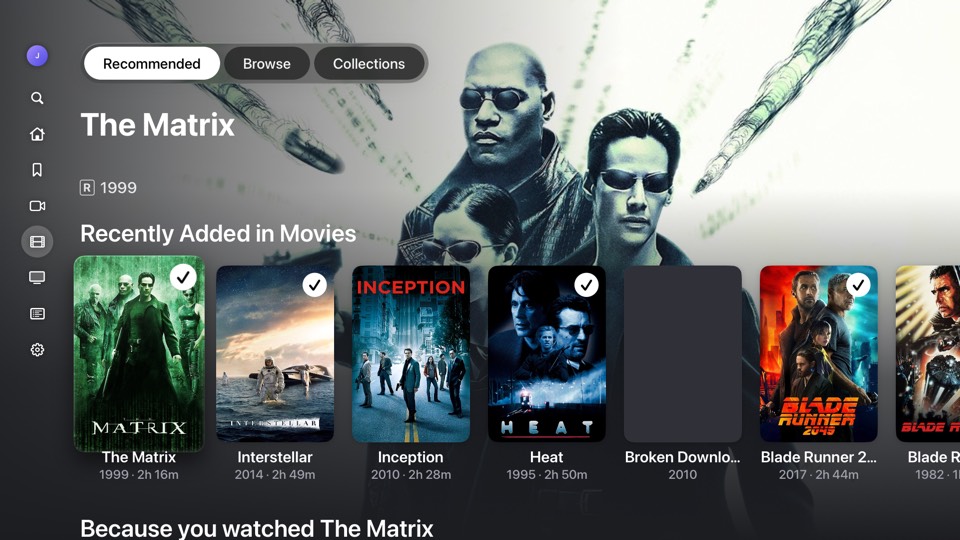 J
Recommended
Browse
Collections
The Matrix
R 1999
Recently Added in Movies
MATRIX
INTERSTELLAR
INCEPTION
HEAT
BLADE
RUNNER
2049
BLADE R
The Matrix
1999 · 2h 16m
Interstellar
2014 · 2h 49m
Inception
2010 · 2h 28m
Heat
1995 · 2h 50m
Broken Downlo...
2010
Blade Runner 2...
2017 · 2h 44m
Blade R
1982 · 1
Because you watched The Matrix